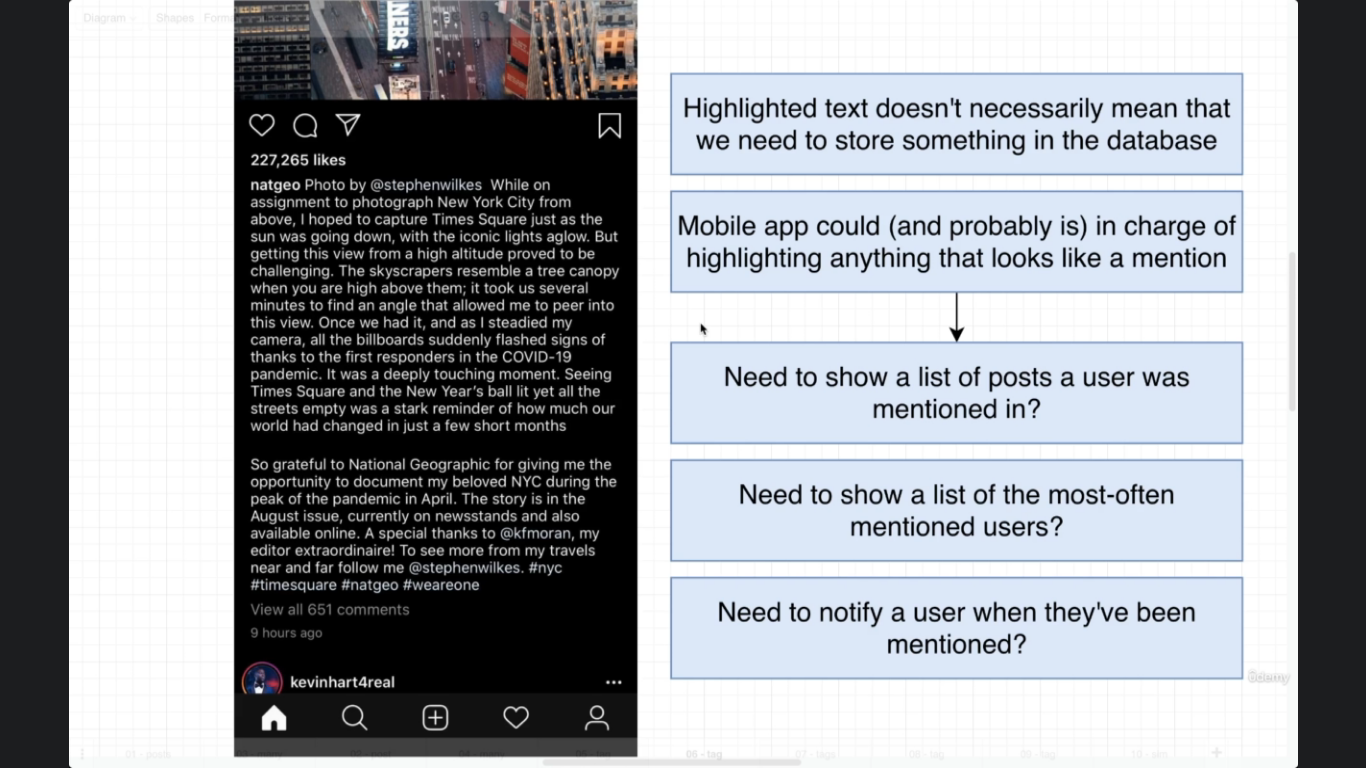 Diagram
Shapes
NERS
227,265 likes
natgeo Photo by @stephenwilkes While on
assignment to photograph New York City from
above, I hoped to capture Times Square just as the
sun was going down, with the iconic lights aglow. But
getting this view from a high altitude proved to be
challenging. The skyscrapers resemble a tree canopy
when you are high above them; it took us several
minutes to find an angle that allowed me to peer into
this view. Once we had it, and as I steadied my
camera, all the billboards suddenly flashed signs of
thanks to the first responders in the COVID-19
pandemic. It was a deeply touching moment. Seeing
Times Square and the New Year's ball lit yet all the
streets empty was a stark reminder of how much our
world had changed in just a few short months
So grateful to National Geographic for giving me the
opportunity to document my beloved NYC during the
peak of the pandemic in April. The story is in the
August issue, currently on newsstands and also
available online. A special thanks to @kfmoran, my
editor extraordinaire! To see more from my travels
near and far follow me @stephenwilkes. #nyc
#timesquare #natgeo #weareone
View all 651 comments
9 hours ago
kevinhart4real
Highlighted text doesn't necessarily mean that
we need to store something in the database
Mobile app could (and probably is) in charge of
highlighting anything that looks like a mention
Need to show a list of posts a user was
mentioned in?
Need to show a list of the most-often
mentioned users?
Need to notify a user when they've been
mentioned?
ûdemy
01 - posts
06 - tag
07 - tags